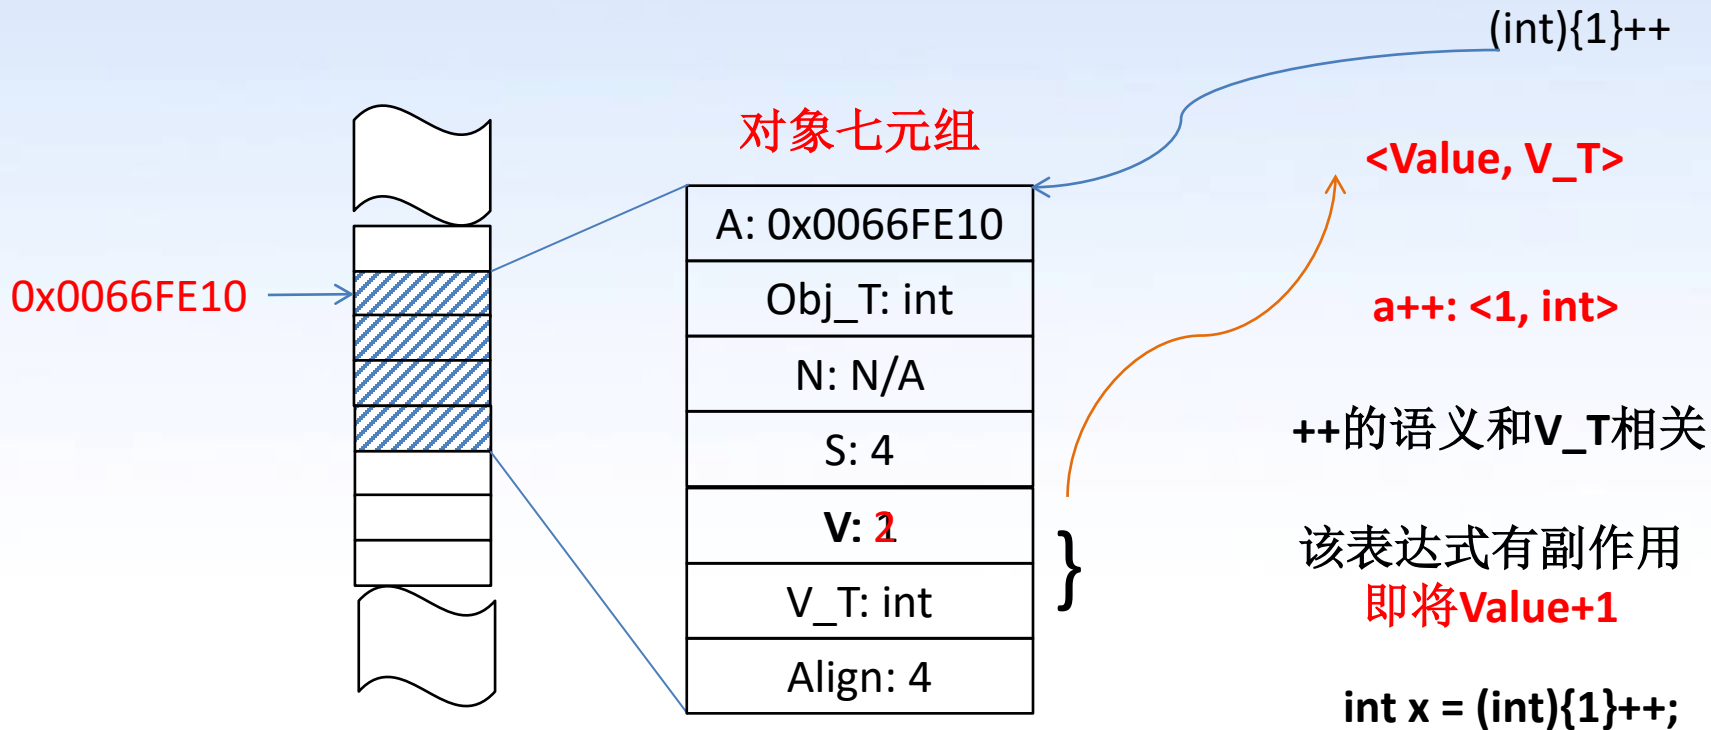 (int){1}++
对象七元组
<Value, V_T>
A: 0x0066FE10
0x0066FE10
Obj_T: int
a++: <1, int>
N: N/A
++的语义和V_T相关
S: 4
V: 2
}
该表达式有副作用
即将Value+1
V_T: int
Align: 4
int x = (int){1}++;